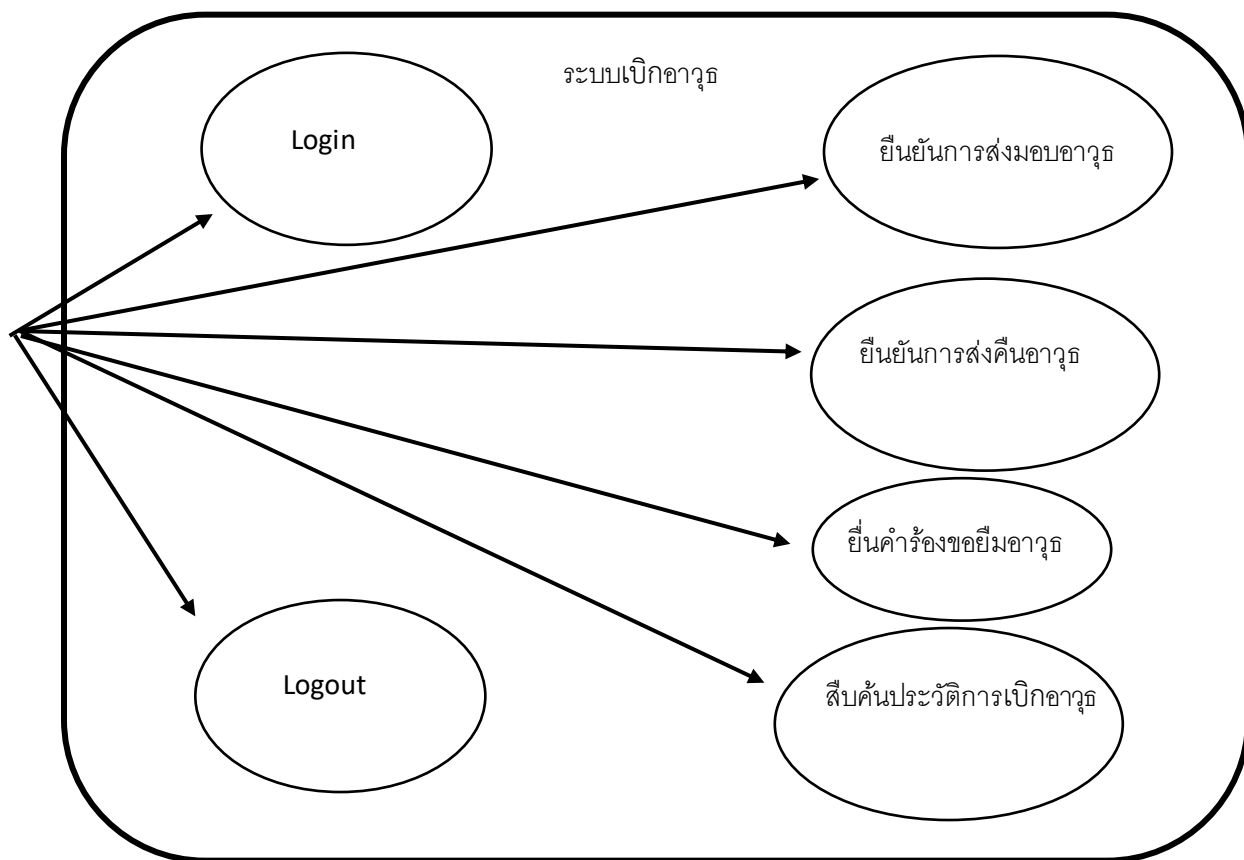 ระบบเบิกอาวุธ
Login
ยืนยันการส่งมอบอาวุธ
ยืนยันการส่งคืนอาวุธ
ยื่นคำร้องขอยืมอาวุธ
Logout
สืบค้นประวัติการเบิกอาวุธ